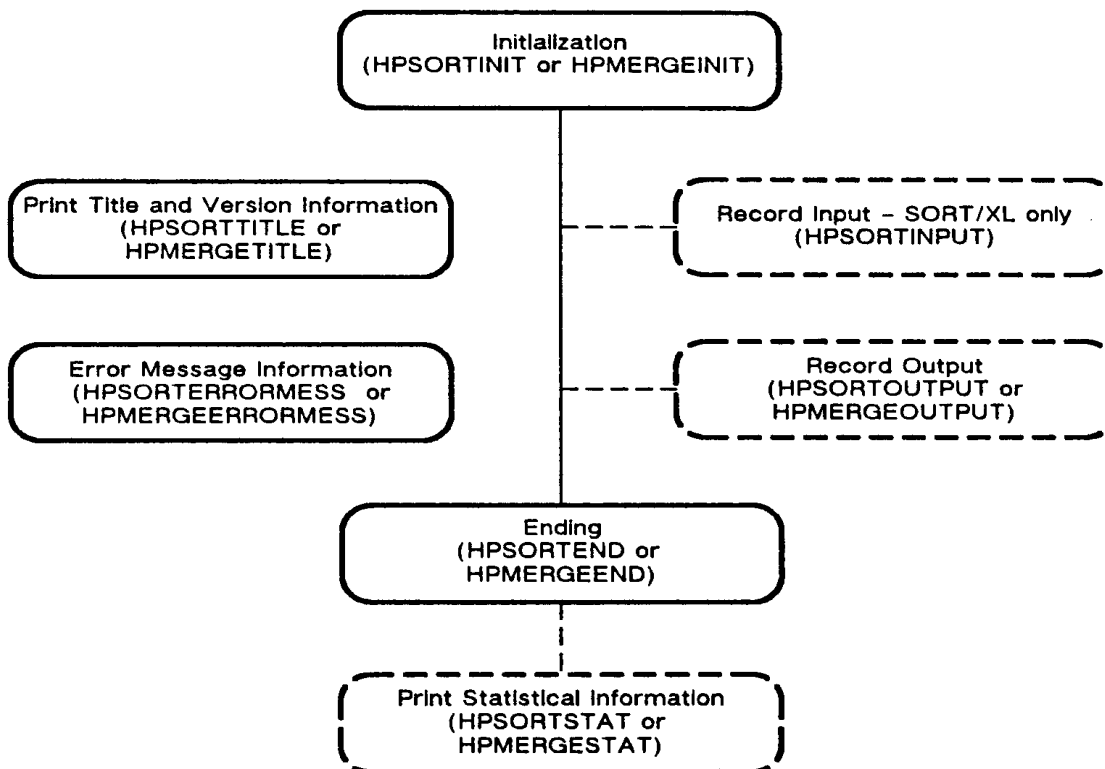 Initialization
(HPSORTINIT or HPMERGEINIT)
Print Title and Version Information
(HPSORTTITLE or
HPMERGETITLE)
Record Input – SORT/XL only
(HPSORTINPUT)
Error Message Information
(HPSORTERRORMESS or
HPMERGEERRORMESS)
Record Output
(HPSORTOUTPUT or
HPMERGEOUTPUT)
Ending
(HPSORTEND or
HPMERGEEND)
Print Statistical Information
(HPSORTSTAT or
HPMERGESTAT)